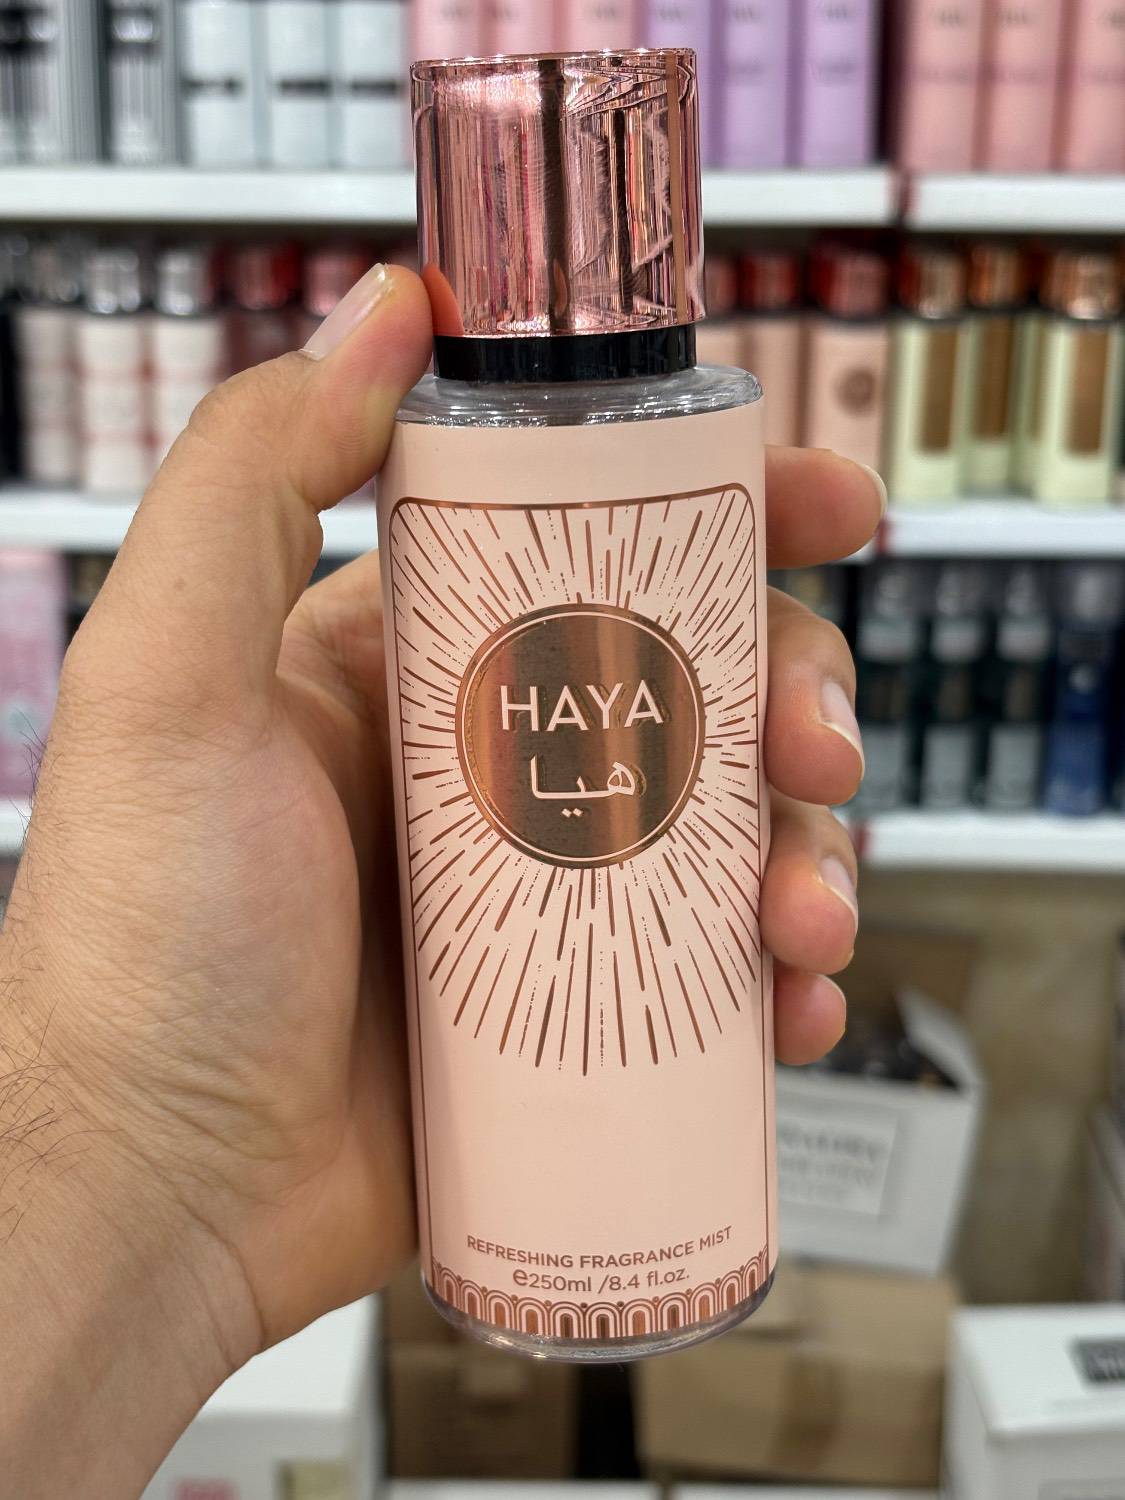 HAYA
هيا
REFRESHING FRAGRANCE MIST
℮250ml /8.4 fl.oz.